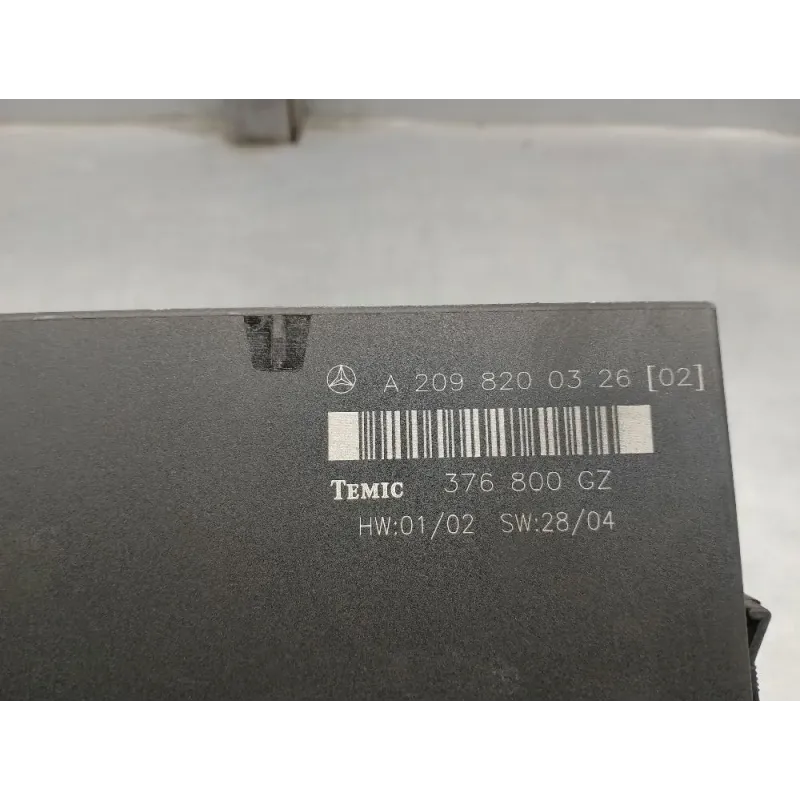 A 209 820 03 26 [02]
TEMIC 376 800 GZ
HW:01/02 SW:28/04